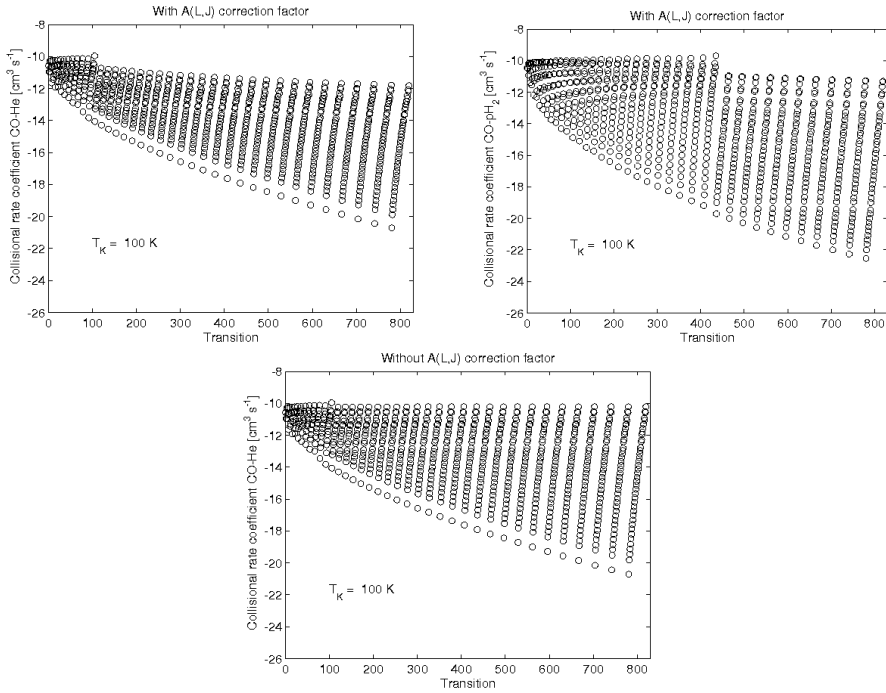 With A(L,J) correction factor
Collisional rate coefficient CO-He [cm³ s⁻¹]
-8
-10
-12
-14
-16
-18
-20
-22
-24
-26
T_K = 100 K
0 100 200 300 400 500 600 700 800
Transition
With A(L,J) correction factor
Collisional rate coefficient CO-pH₂ [cm³ s⁻¹]
-8
-10
-12
-14
-16
-18
-20
-22
-24
-26
T_K = 100 K
0 100 200 300 400 500 600 700 800
Transition
Without A(L,J) correction factor
Collisional rate coefficient CO-He [cm³ s⁻¹]
-8
-10
-12
-14
-16
-18
-20
-22
-24
-26
T_K = 100 K
0 100 200 300 400 500 600 700 800
Transition